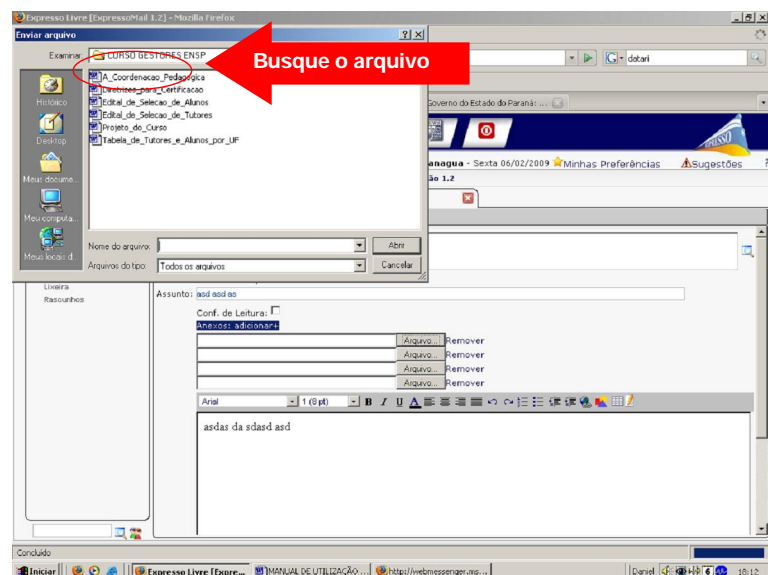 Expresso Livre [ExpressoMail 1.2] - Mozilla Firefox
Enviar arquivo
Examinar:
CURSO GESTORES ENSP
Busque o arquivo
datari
A_Coordenacao_Pedagogica
Diretrizes_para_Certificacao
Edital_de_Selecao_de_Alunos
Edital_de_Selecao_de_Tutores
Projeto_do_Curso
Tabela_de_Tutores_e_Alunos_por_UF
Histórico
Desktop
Meus docume...
Meu computa...
Meus locais d...
Governo do Estado do Paraná: ...
EXPRESSO
anagua - Sexta 06/02/2009
Minhas Preferências
Sugestões
ão 1.2
Nome do arquivo:
Abrir
Arquivos do tipo:
Todos os arquivos
Cancelar
Lixeira
Rascunhos
Assunto: asd asd as
Conf. de Leitura:
Anexos: adicionar+
Arquivo... Remover
Arquivo... Remover
Arquivo... Remover
Arquivo... Remover
Arial 1 (8 pt) B I U A
asdas da sdasd asd
Concluído
Iniciar
Expresso Livre [Expre...
MANUAL DE UTILIZAÇÃO ...
http://webmessenger.ms...
Daniel
18:12